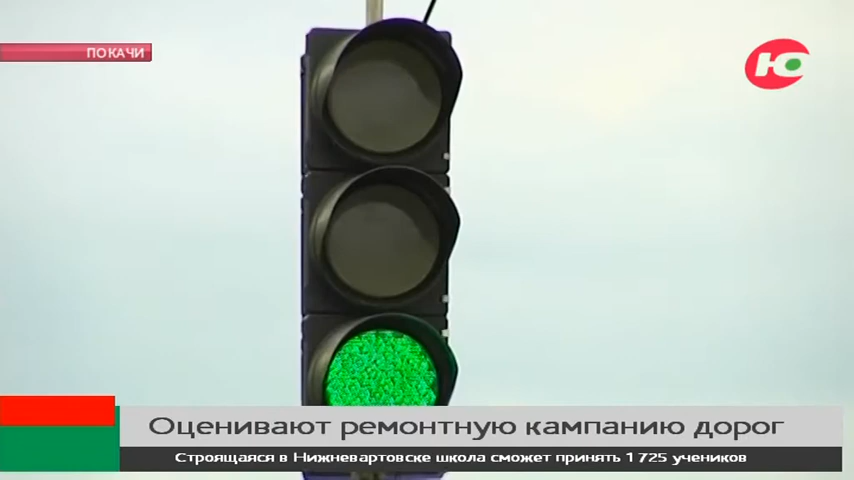 ПОКАЧИ
Ю
Оценивают ремонтную кампанию дорог
Строящаяся в Нижневартовске школа сможет принять 1 725 учеников